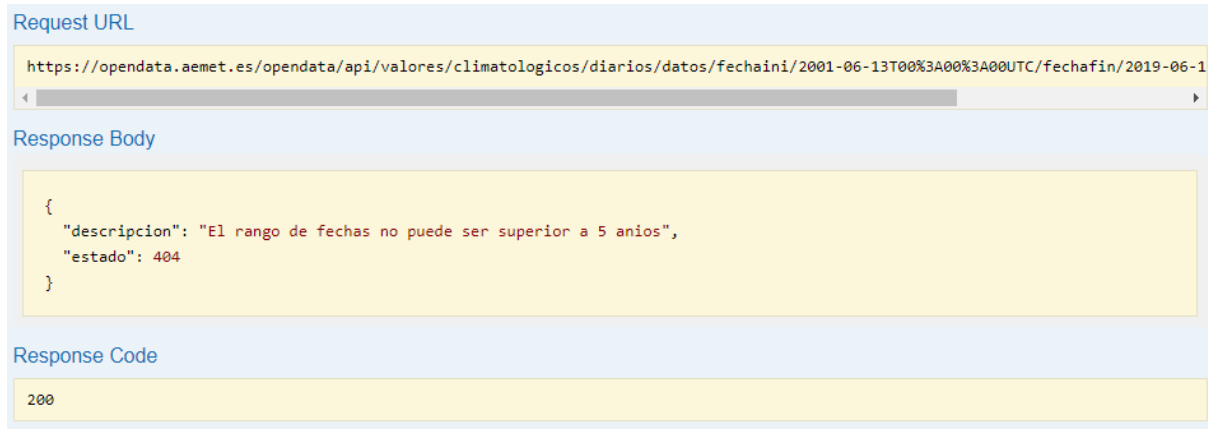 Request URL
https://opendata.aemet.es/opendata/api/valores/climatologicos/diarios/datos/fechaini/2001-06-13T00%3A00%3A00UTC/fechafin/2019-06-1
Response Body
{
"descripcion": "El rango de fechas no puede ser superior a 5 anios",
"estado": 404
}
Response Code
200